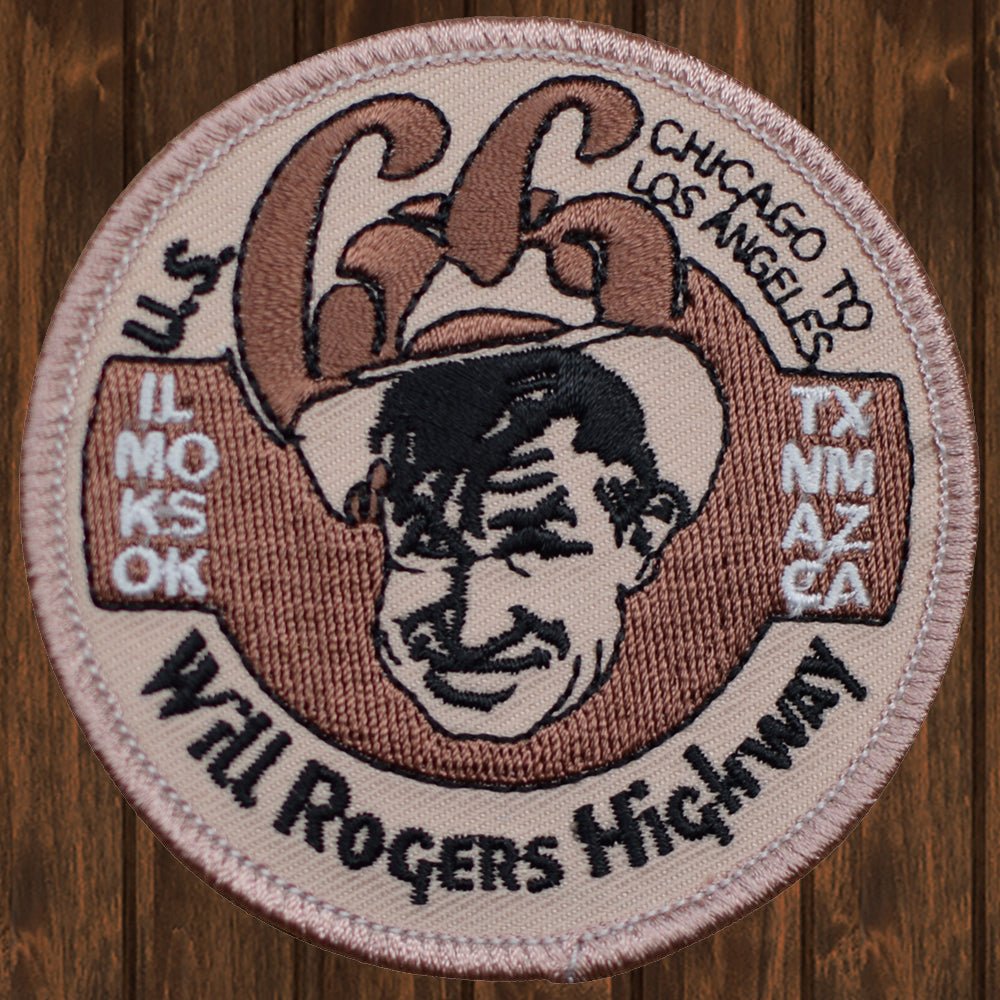 U.S.
66
CHICAGO TO
LOS ANGELES
IL
MO
KS
OK
TX
NM
AZ
CA
Will Rogers Highway